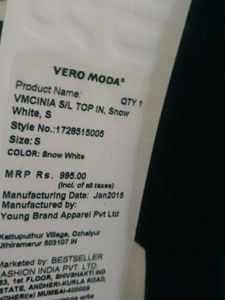 VERO MODA®
Product Name: QTY 1
VMCINIA S/L TOP IN, Snow
White, S
Style No.:1729515005
Size: S
COLOR: Snow White
MRP Rs. 995.00
(Incl. of all taxes)
Manufacturing Date: Jan2015
Manufactured by:
Young Brand Apparel Pvt Ltd
Kattuputhur Village, Ozhalyur
Uthiramerur 603107 IN
Marketed by: BESTSELLER
FASHION INDIA PVT LTD
53, 1st FLOOR, SHIVSHAKTI IND
ESTATE, ANDHERI-KURLA ROAD,
ANDHERI(E) MUMBAI-400059